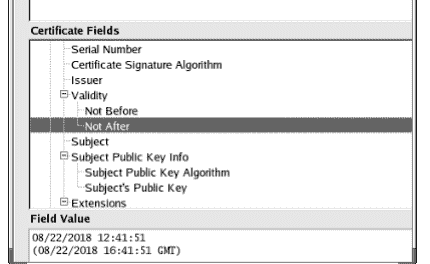 Certificate Fields
Serial Number
Certificate Signature Algorithm
Issuer
Validity
Not Before
Not After
Subject
Subject Public Key Info
Subject Public Key Algorithm
Subject's Public Key
Extensions
Field Value
08/22/2018 12:41:51
(08/22/2018 16:41:51 GMT)